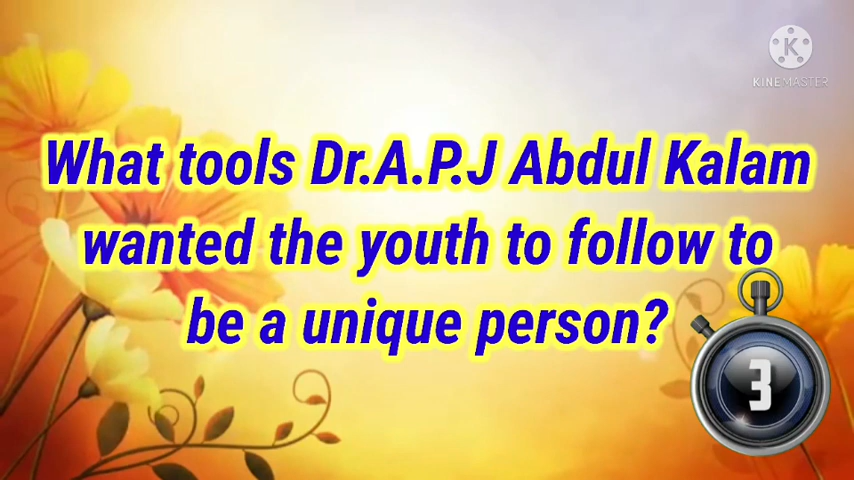 KINEMASTER
What tools Dr.A.P.J Abdul Kalam
wanted the youth to follow to
be a unique person?
3